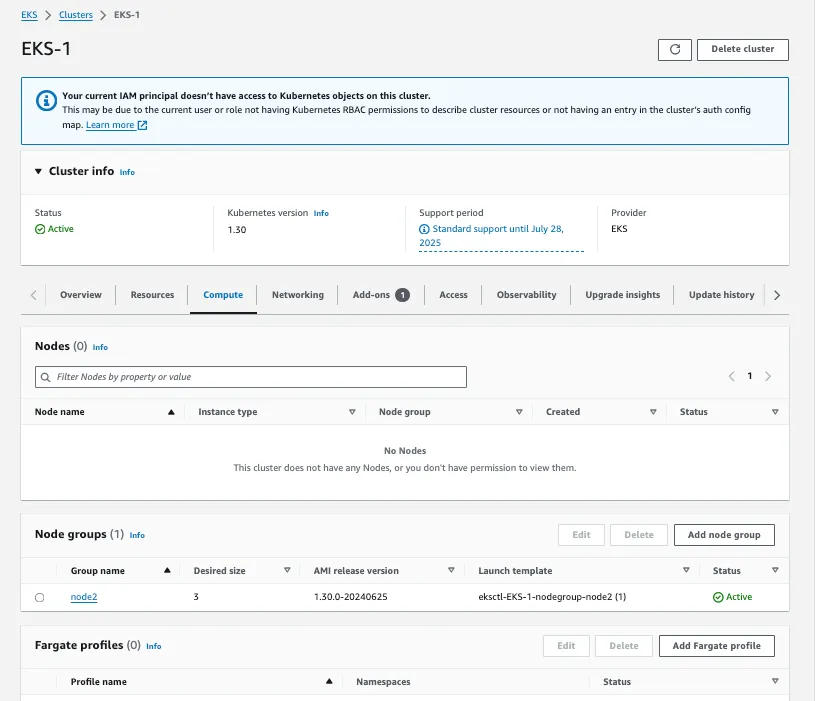 EKS > Clusters > EKS-1
EKS-1
Delete cluster
Your current IAM principal doesn't have access to Kubernetes objects on this cluster.
This may be due to the current user or role not having Kubernetes RBAC permissions to describe cluster resources or not having an entry in the cluster's auth config
map. Learn more
Cluster info Info
Status
Active
Kubernetes version Info
1.30
Support period
Standard support until July 28,
2025
Provider
EKS
Overview Resources Compute Networking Add-ons 1 Access Observability Upgrade insights Update history
Nodes (0) Info
Filter Nodes by property or value
1
Node name Instance type Node group Created Status
No Nodes
This cluster does not have any Nodes, or you don't have permission to view them.
Node groups (1) Info Edit Delete Add node group
Group name Desired size AMI release version Launch template Status
node2 3 1.30.0-20240625 eksctl-EKS-1-nodegroup-node2 (1) Active
Fargate profiles (0) Info Edit Delete Add Fargate profile
Profile name Namespaces Status